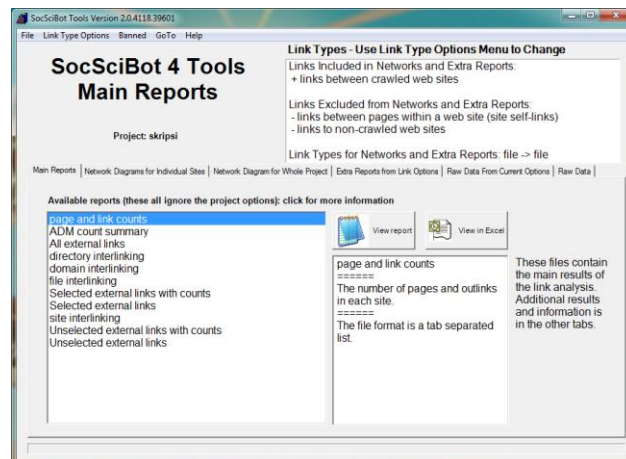 SocSciBot Tools Version 2.0.4118.39601
File Link Type Options Banned GoTo Help
SocSciBot 4 Tools
Main Reports
Project: skripsi
Link Types - Use Link Type Options Menu to Change
Links Included in Networks and Extra Reports:
+ links between crawled web sites
Links Excluded from Networks and Extra Reports:
- links between pages within a web site (site self-links)
- links to non-crawled web sites
Link Types for Networks and Extra Reports: file -> file
Main Reports | Network Diagrams for Individual Sites | Network Diagram for Whole Project | Extra Reports from Link Options | Raw Data From Current Options | Raw Data |
Available reports (these all ignore the project options): click for more information
page and link counts
ADM count summary
All external links
directory interlinking
domain interlinking
file interlinking
Selected external links with counts
Selected external links
site interlinking
Unselected external links with counts
Unselected external links
View report
View in Excel
page and link counts
======
The number of pages and outlinks
in each site.
======
The file format is a tab separated
list.
These files contain
the main results of
the link analysis.
Additional results
and information is
in the other tabs.